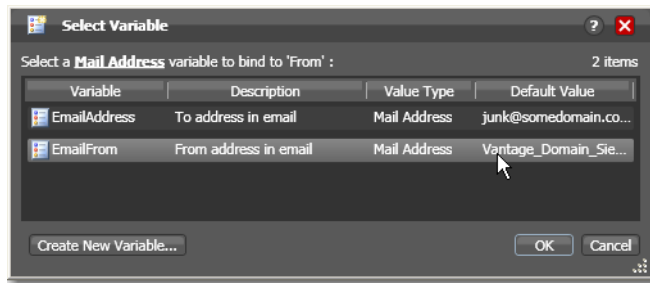 Select Variable
?
X
Select a Mail Address variable to bind to 'From' :
2 items
Variable Description Value Type Default Value
EmailAddress To address in email Mail Address junk@somedomain.co...
EmailFrom From address in email Mail Address Vantage_Domain_Sie...
Create New Variable... OK Cancel